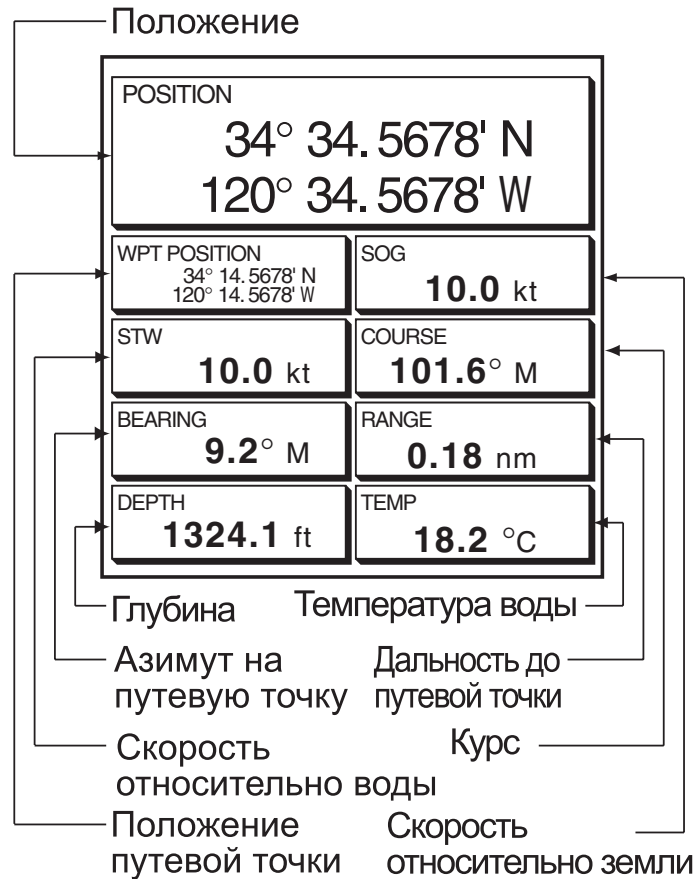 Положение
POSITION
34° 34.5678' N
120° 34.5678' W
WPT POSITION
34° 14.5678' N
120° 14.5678' W
SOG
10.0 kt
STW
10.0 kt
COURSE
101.6° M
BEARING
9.2° M
RANGE
0.18 nm
DEPTH
1324.1 ft
TEMP
18.2 °C
Глубина
Температура воды
Азимут на
путевую точку
Дальность до
путевой точки
Скорость
относительно воды
Курс
Положение
путевой точки
Скорость
относительно земли